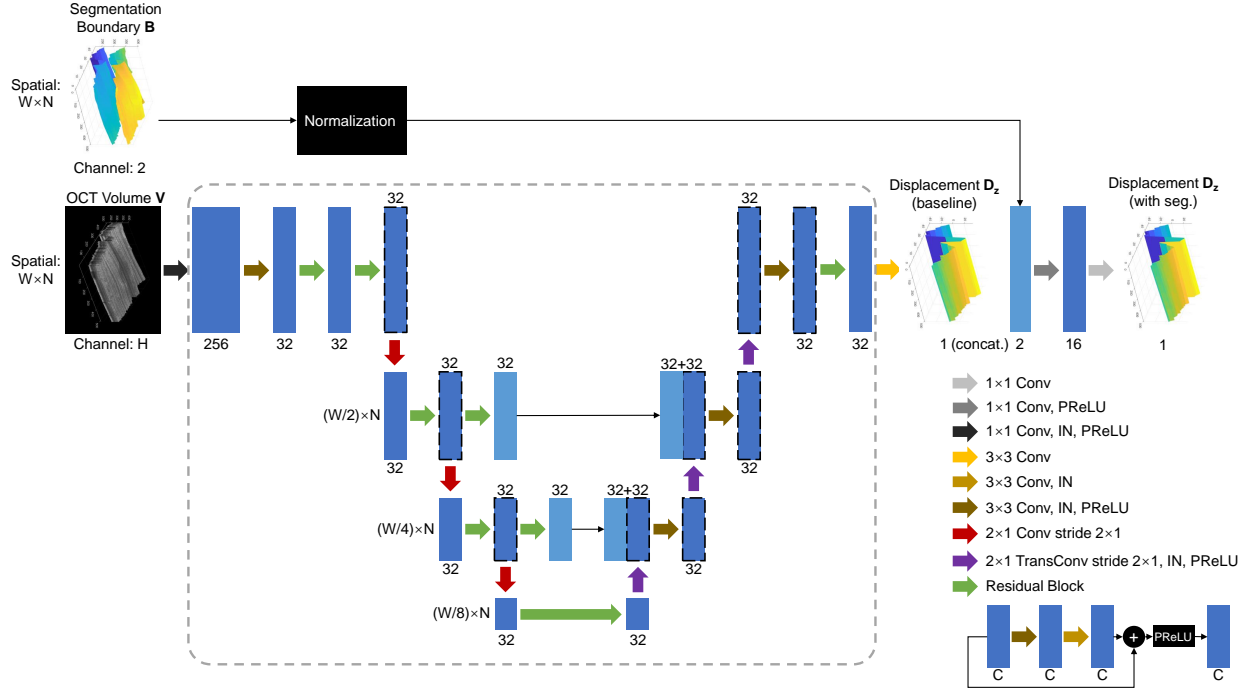 Segmentation
Boundary B
Spatial:
W×N
Channel: 2
Normalization
OCT Volume V
Spatial:
W×N
Channel: H
256
32
32
32
32
32
32
(W/2)×N
32
32+32
32
32
32
(W/4)×N
32
32
32+32
32
(W/8)×N
32
32
32
32
32
Displacement Dz
(baseline)
1 (concat.)
2
16
Displacement Dz
(with seg.)
1
1×1 Conv
1×1 Conv, PReLU
1×1 Conv, IN, PReLU
3×3 Conv
3×3 Conv, IN
3×3 Conv, IN, PReLU
2×1 Conv stride 2×1
2×1 TransConv stride 2×1, IN, PReLU
Residual Block
+
PReLU
C
C
C
C